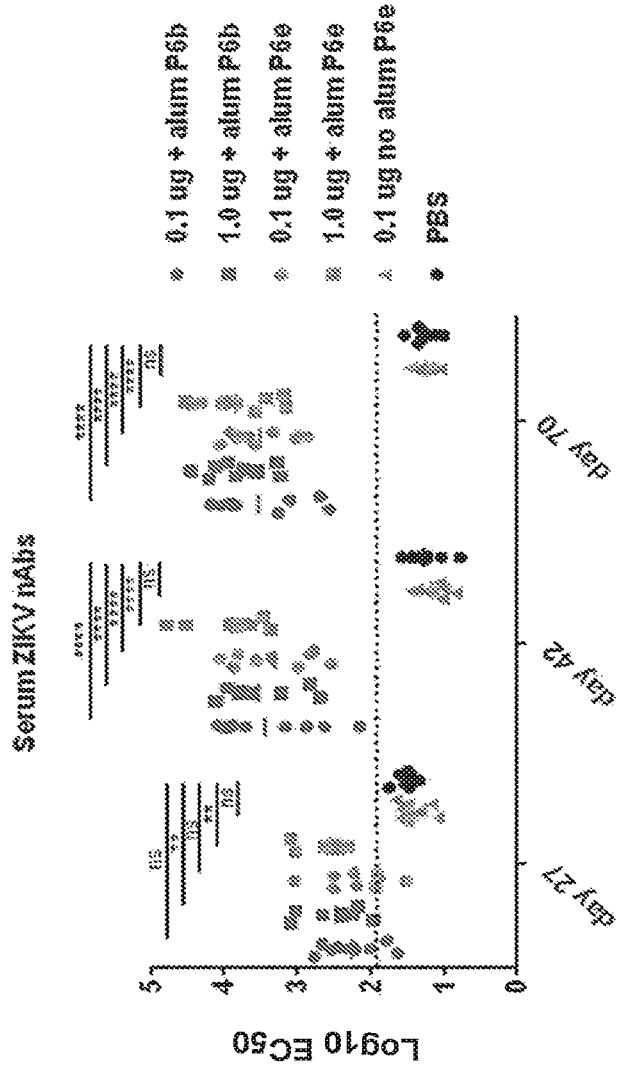 Serum ZIKV nAbs
Log10 EC50
5
4
3
2
1
0
ns
**
ns
**
ns
****
****
****
****
ns
****
****
****
****
ns
day 27
day 42
day 70
0.1 ug + alum P6b
1.0 ug + alum P6b
0.1 ug + alum P6e
1.0 ug + alum P6e
0.1 ug no alum P6e
PBS